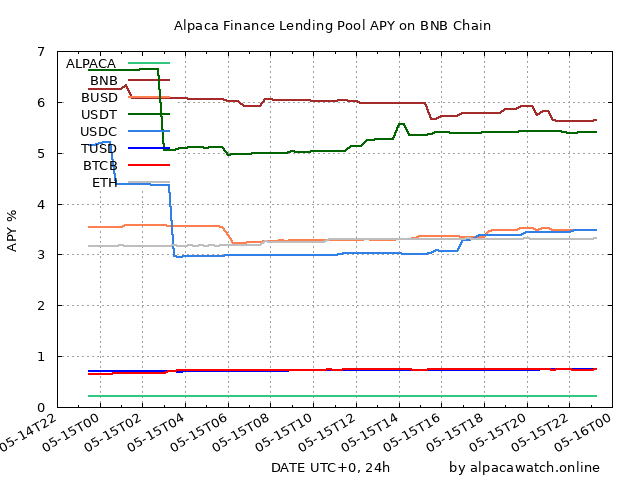 Alpaca Finance Lending Pool APY on BNB Chain
7
6
5
4
3
2
1
0
APY %
ALPACA
BNB
BUSD
USDT
USDC
TUSD
BTCB
ETH
05-14T22
05-15T00
05-15T02
05-15T04
05-15T06
05-15T08
05-15T10
05-15T12
05-15T14
05-15T16
05-15T18
05-15T20
05-15T22
05-16T00
DATE UTC+0, 24h
by alpacawatch.online